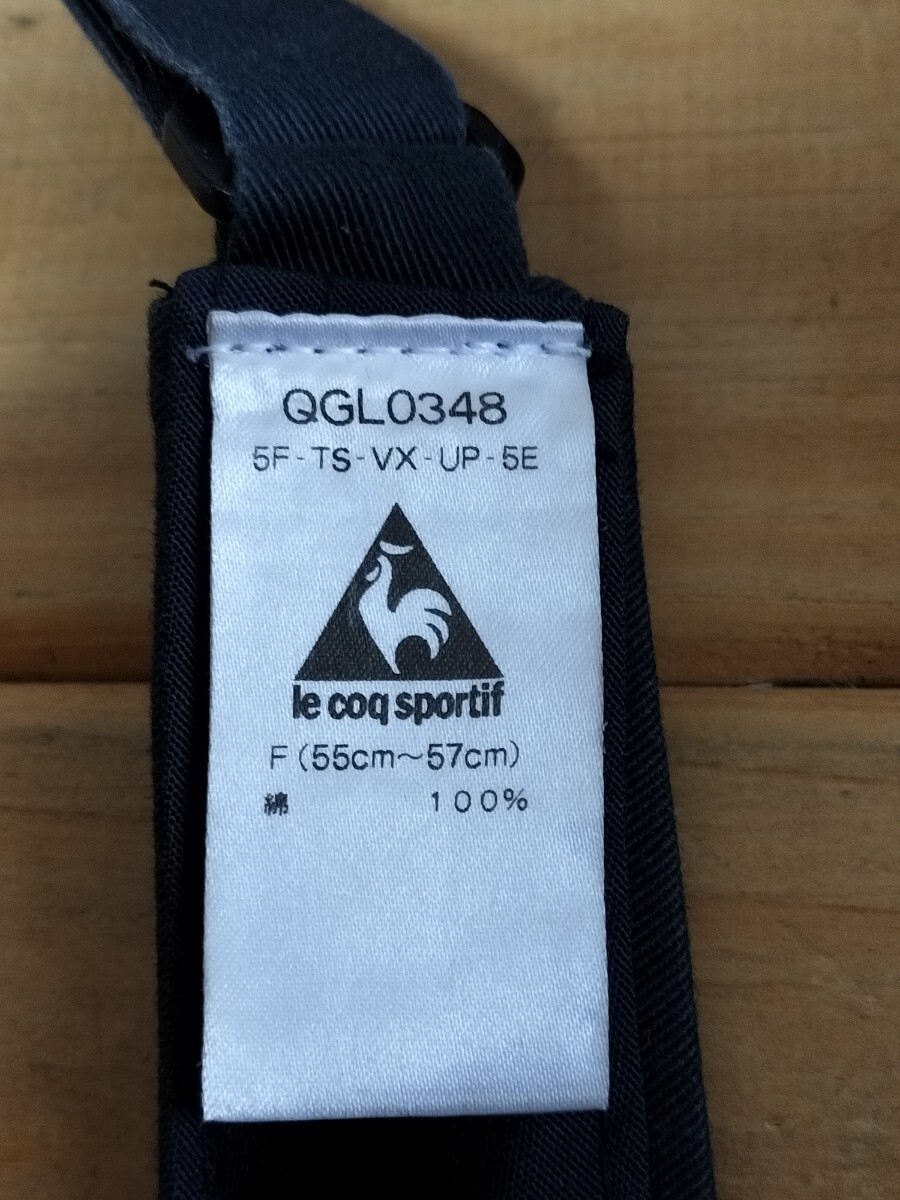 QGL0348
5F-TS-VX-UP-5E
le coq sportif
F(55cm〜57cm)
綿 100%